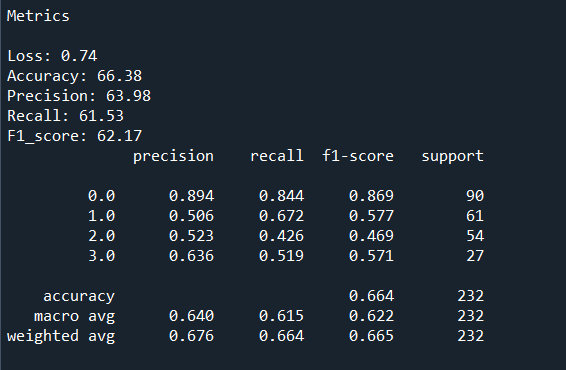 Metrics
Loss: 0.74
Accuracy: 66.38
Precision: 63.98
Recall: 61.53
F1_score: 62.17
precision recall f1-score support
0.0 0.894 0.844 0.869 90
1.0 0.506 0.672 0.577 61
2.0 0.523 0.426 0.469 54
3.0 0.636 0.519 0.571 27
accuracy 0.664 232
macro avg 0.640 0.615 0.622 232
weighted avg 0.676 0.664 0.665 232